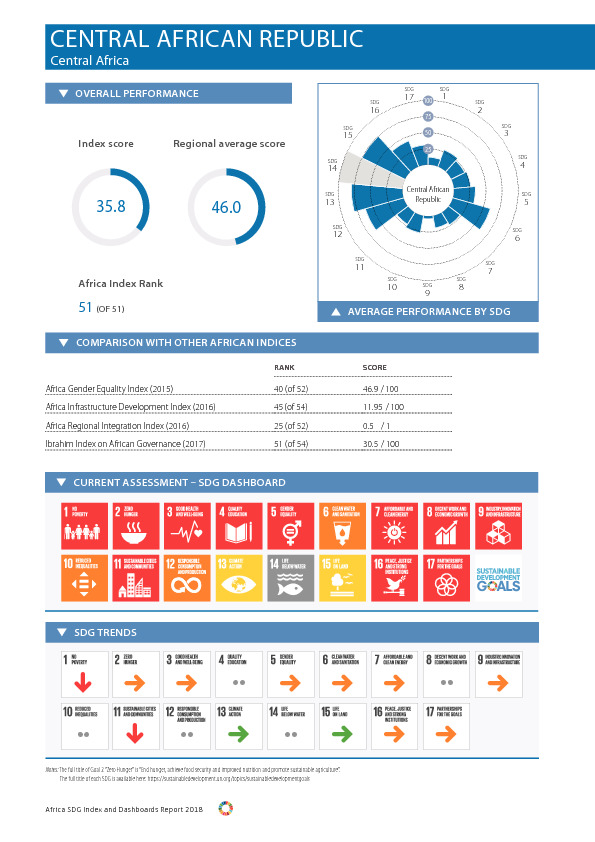 CENTRAL AFRICAN REPUBLIC
Central Africa
▼ OVERALL PERFORMANCE
Index score
Regional average score
35.8
46.0
Africa Index Rank
51 (OF 51)
SDG 1
SDG 2
SDG 3
SDG 4
SDG 5
SDG 6
SDG 7
SDG 8
SDG 9
SDG 10
SDG 11
SDG 12
SDG 13
SDG 14
SDG 15
SDG 16
SDG 17
100
75
50
25
Central African
Republic
▲ AVERAGE PERFORMANCE BY SDG
▼ COMPARISON WITH OTHER AFRICAN INDICES
RANK SCORE
Africa Gender Equality Index (2015) 40 (of 52) 46.9 / 100
Africa Infrastructure Development Index (2016) 45 (of 54) 11.95 / 100
Africa Regional Integration Index (2016) 25 (of 52) 0.5 / 1
Ibrahim Index on African Governance (2017) 51 (of 54) 30.5 / 100
▼ CURRENT ASSESSMENT – SDG DASHBOARD
1 NO POVERTY
2 ZERO HUNGER
3 GOOD HEALTH AND WELL-BEING
4 QUALITY EDUCATION
5 GENDER EQUALITY
6 CLEAN WATER AND SANITATION
7 AFFORDABLE AND CLEAN ENERGY
8 DECENT WORK AND ECONOMIC GROWTH
9 INDUSTRY, INNOVATION AND INFRASTRUCTURE
10 REDUCED INEQUALITIES
11 SUSTAINABLE CITIES AND COMMUNITIES
12 RESPONSIBLE CONSUMPTION AND PRODUCTION
13 CLIMATE ACTION
14 LIFE BELOW WATER
15 LIFE ON LAND
16 PEACE, JUSTICE AND STRONG INSTITUTIONS
17 PARTNERSHIPS FOR THE GOALS
SUSTAINABLE
DEVELOPMENT
GOALS
▼ SDG TRENDS
1 NO POVERTY
2 ZERO HUNGER
3 GOOD HEALTH AND WELL-BEING
4 QUALITY EDUCATION
5 GENDER EQUALITY
6 CLEAN WATER AND SANITATION
7 AFFORDABLE AND CLEAN ENERGY
8 DECENT WORK AND ECONOMIC GROWTH
9 INDUSTRY, INNOVATION AND INFRASTRUCTURE
10 REDUCED INEQUALITIES
11 SUSTAINABLE CITIES AND COMMUNITIES
12 RESPONSIBLE CONSUMPTION AND PRODUCTION
13 CLIMATE ACTION
14 LIFE BELOW WATER
15 LIFE ON LAND
16 PEACE, JUSTICE AND STRONG INSTITUTIONS
17 PARTNERSHIPS FOR THE GOALS
Notes: The full title of Goal 2 "Zero Hunger" is "End hunger, achieve food security and improved nutrition and promote sustainable agriculture".
The full title of each SDG is available here: https://sustainabledevelopment.un.org/topics/sustainabledevelopmentgoals
Africa SDG Index and Dashboards Report 2018